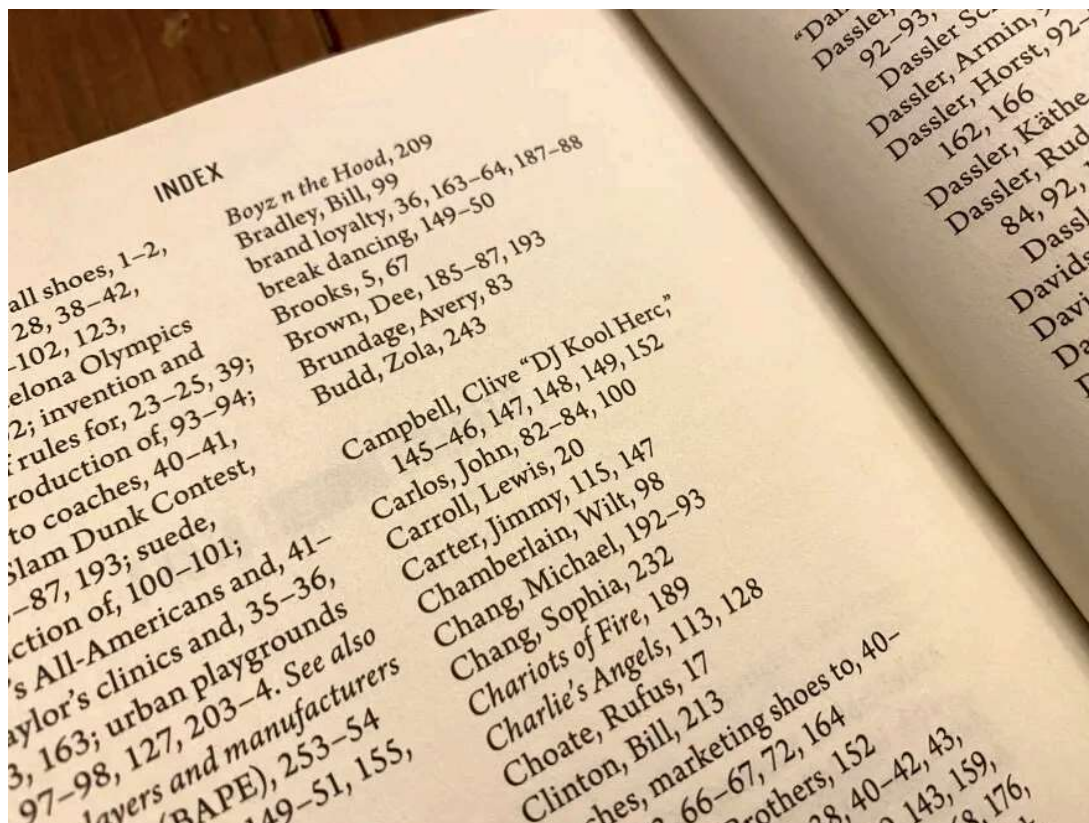 INDEX
all shoes, 1–2,
28, 38–42,
–102, 123,
elona Olympics
2; invention and
rules for, 23–25, 39;
roduction of, 93–94;
to coaches, 40–41,
Slam Dunk Contest,
–87, 193; suede,
ction of, 100–101;
's All-Americans and, 41–
aylor's clinics and, 35–36,
3, 163; urban playgrounds
97–98, 127, 203–4. See also
layers and manufacturers
(BAPE), 253–54
149–51, 155,
Boyz n the Hood, 209
Bradley, Bill, 99
brand loyalty, 36, 163–64, 187–88
break dancing, 149–50
Brooks, 5, 67
Brown, Dee, 185–87, 193
Brundage, Avery, 83
Budd, Zola, 243
Campbell, Clive “DJ Kool Herc,”
145–46, 147, 148, 149, 152
Carlos, John, 82–84, 100
Carroll, Lewis, 20
Carter, Jimmy, 115, 147
Chamberlain, Wilt, 98
Chang, Michael, 192–93
Chang, Sophia, 232
Chariots of Fire, 189
Charlie's Angels, 113, 128
Choate, Rufus, 17
Clinton, Bill, 213
ches, marketing shoes to, 40–
66–67, 72, 164
Brothers, 152
40–42, 43,
143, 159,
176,
Dassler,
92–93,
Dassler
Dassler, Armin,
Dassler, Horst, 92–
162, 166
Dassler, Käthe
Dassler, Rud
84, 92,
Dassl
Davids
Davi
Da